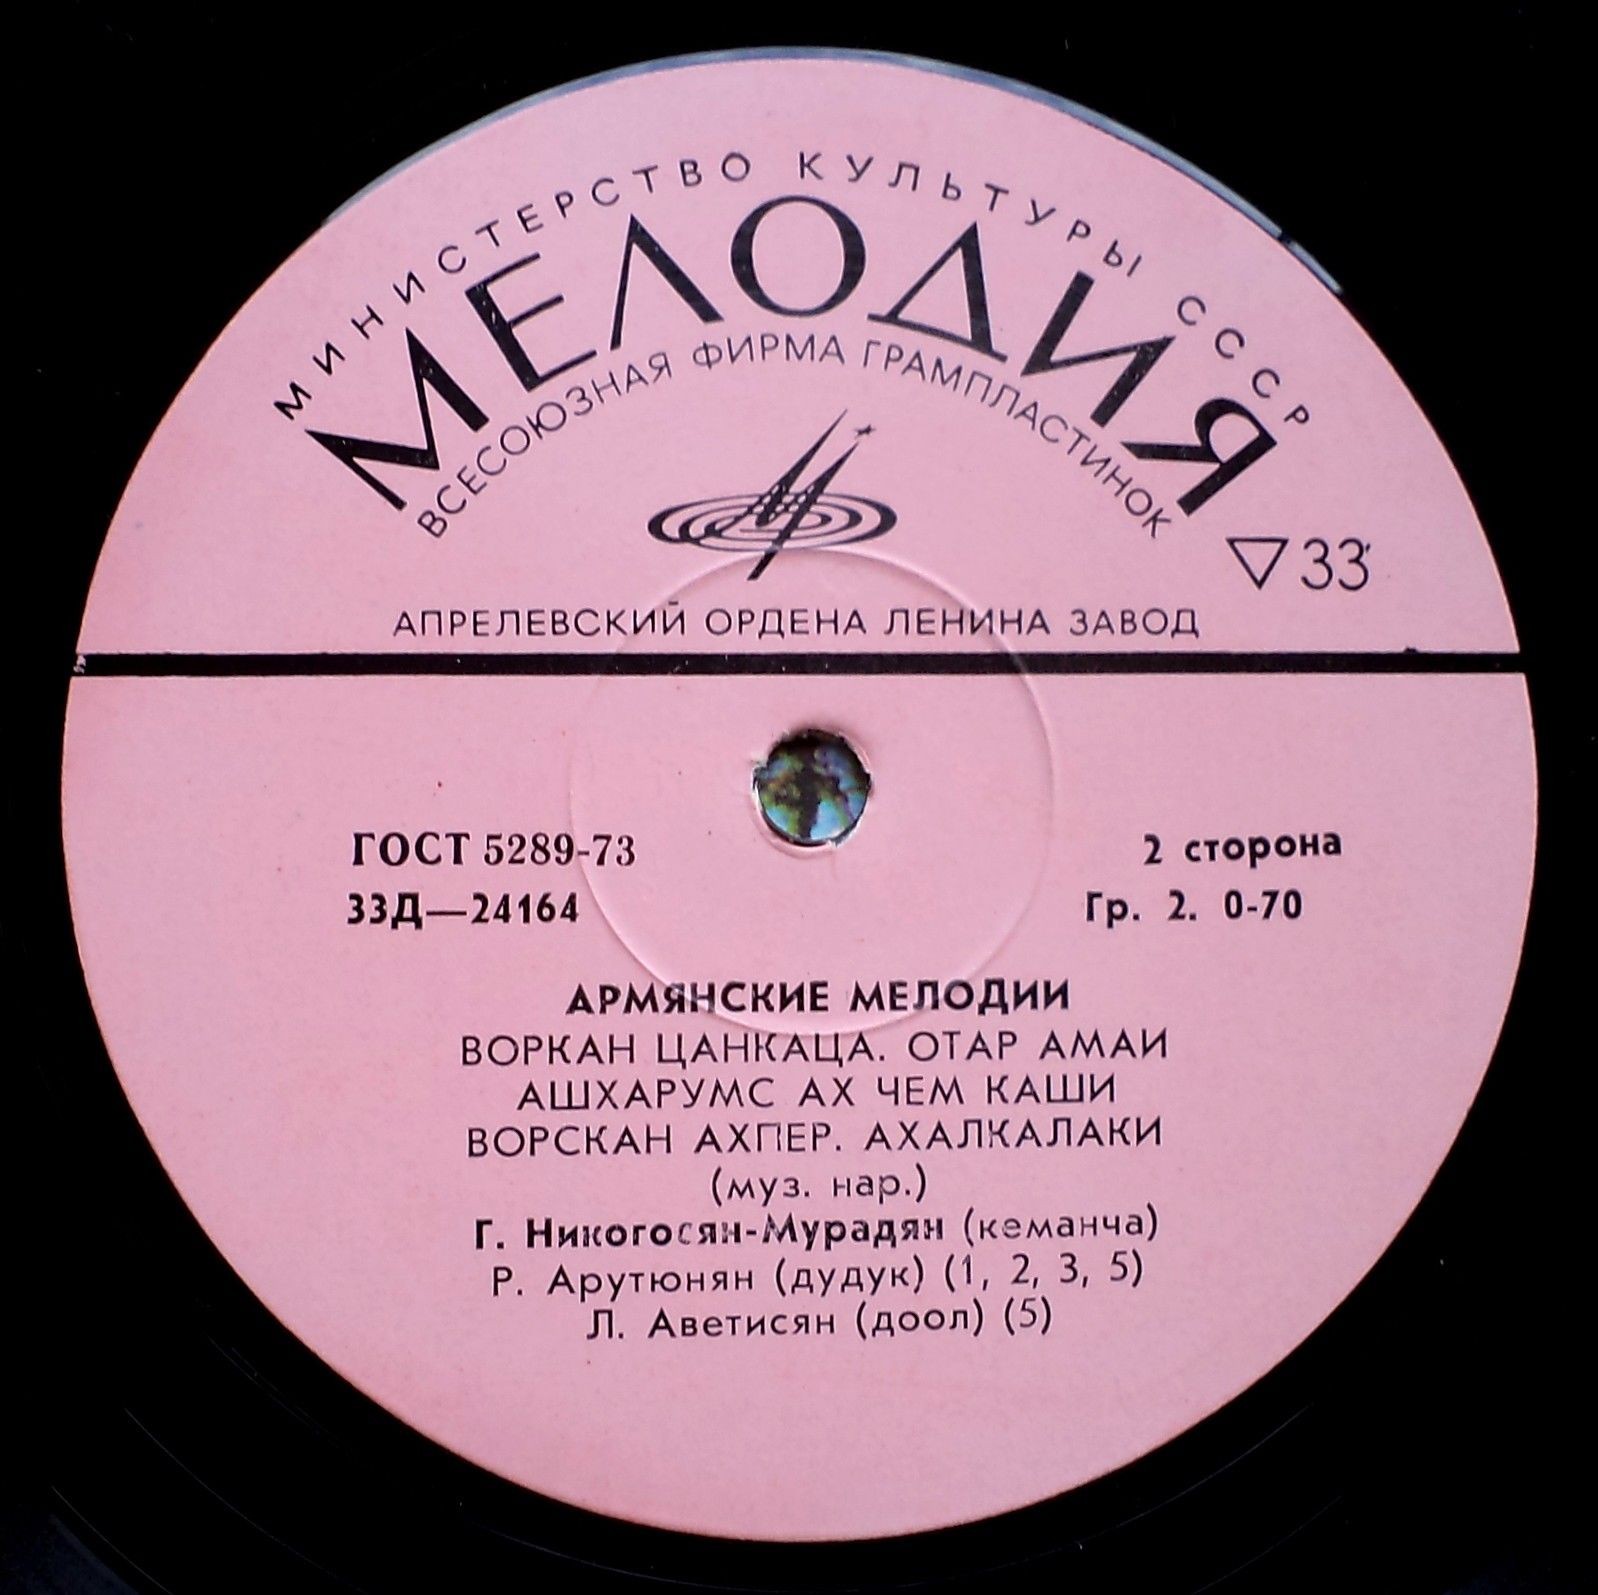 МИНИСТЕРСТВО КУЛЬТУРЫ СССР
МЕЛОДИЯ
ВСЕСОЮЗНАЯ ФИРМА ГРАМПЛАСТИНОК
33
АПРЕЛЕВСКИЙ ОРДЕНА ЛЕНИНА ЗАВОД
ГОСТ 5289-73
2 сторона
33Д—24164
Гр. 2. 0-70
АРМЯНСКИЕ МЕЛОДИИ
ВОРКАН ЦАНКАЦА. ОТАР АМАИ
АШХАРУМС АХ ЧЕМ КАШИ
ВОРСКАН АХПЕР. АХАЛКАЛАКИ
(муз. нар.)
Г. Никогосян-Мурадян (кеманча)
Р. Арутюнян (дудук) (1, 2, 3, 5)
Л. Аветисян (доол) (5)